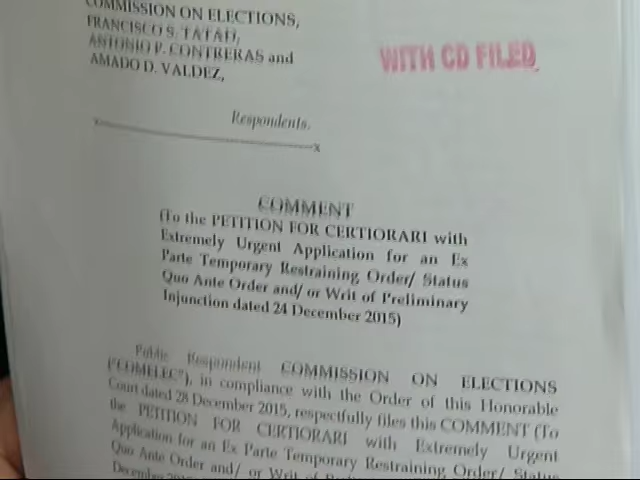 COMMISSION ON ELECTIONS,
FRANCISCO S. TATAD,
ANTONIO P. CONTRERAS and
AMADO D. VALDEZ,
WITH CD FILED
Respondents.
x---x
COMMENT
(To the PETITION FOR CERTIORARI with
Extremely Urgent Application for an Ex
Parte Temporary Restraining Order/ Status
Quo Ante Order and/ or Writ of Preliminary
Injunction dated 24 December 2015)
Public Respondent COMMISSION ON ELECTIONS
("COMELEC"), in compliance with the Order of this Honorable
Court dated 28 December 2015, respectfully files this COMMENT (To
the PETITION FOR CERTIORARI with Extremely Urgent
Application for an Ex Parte Temporary Restraining Order/ Status
Quo Ante Order and/ or Writ of
December